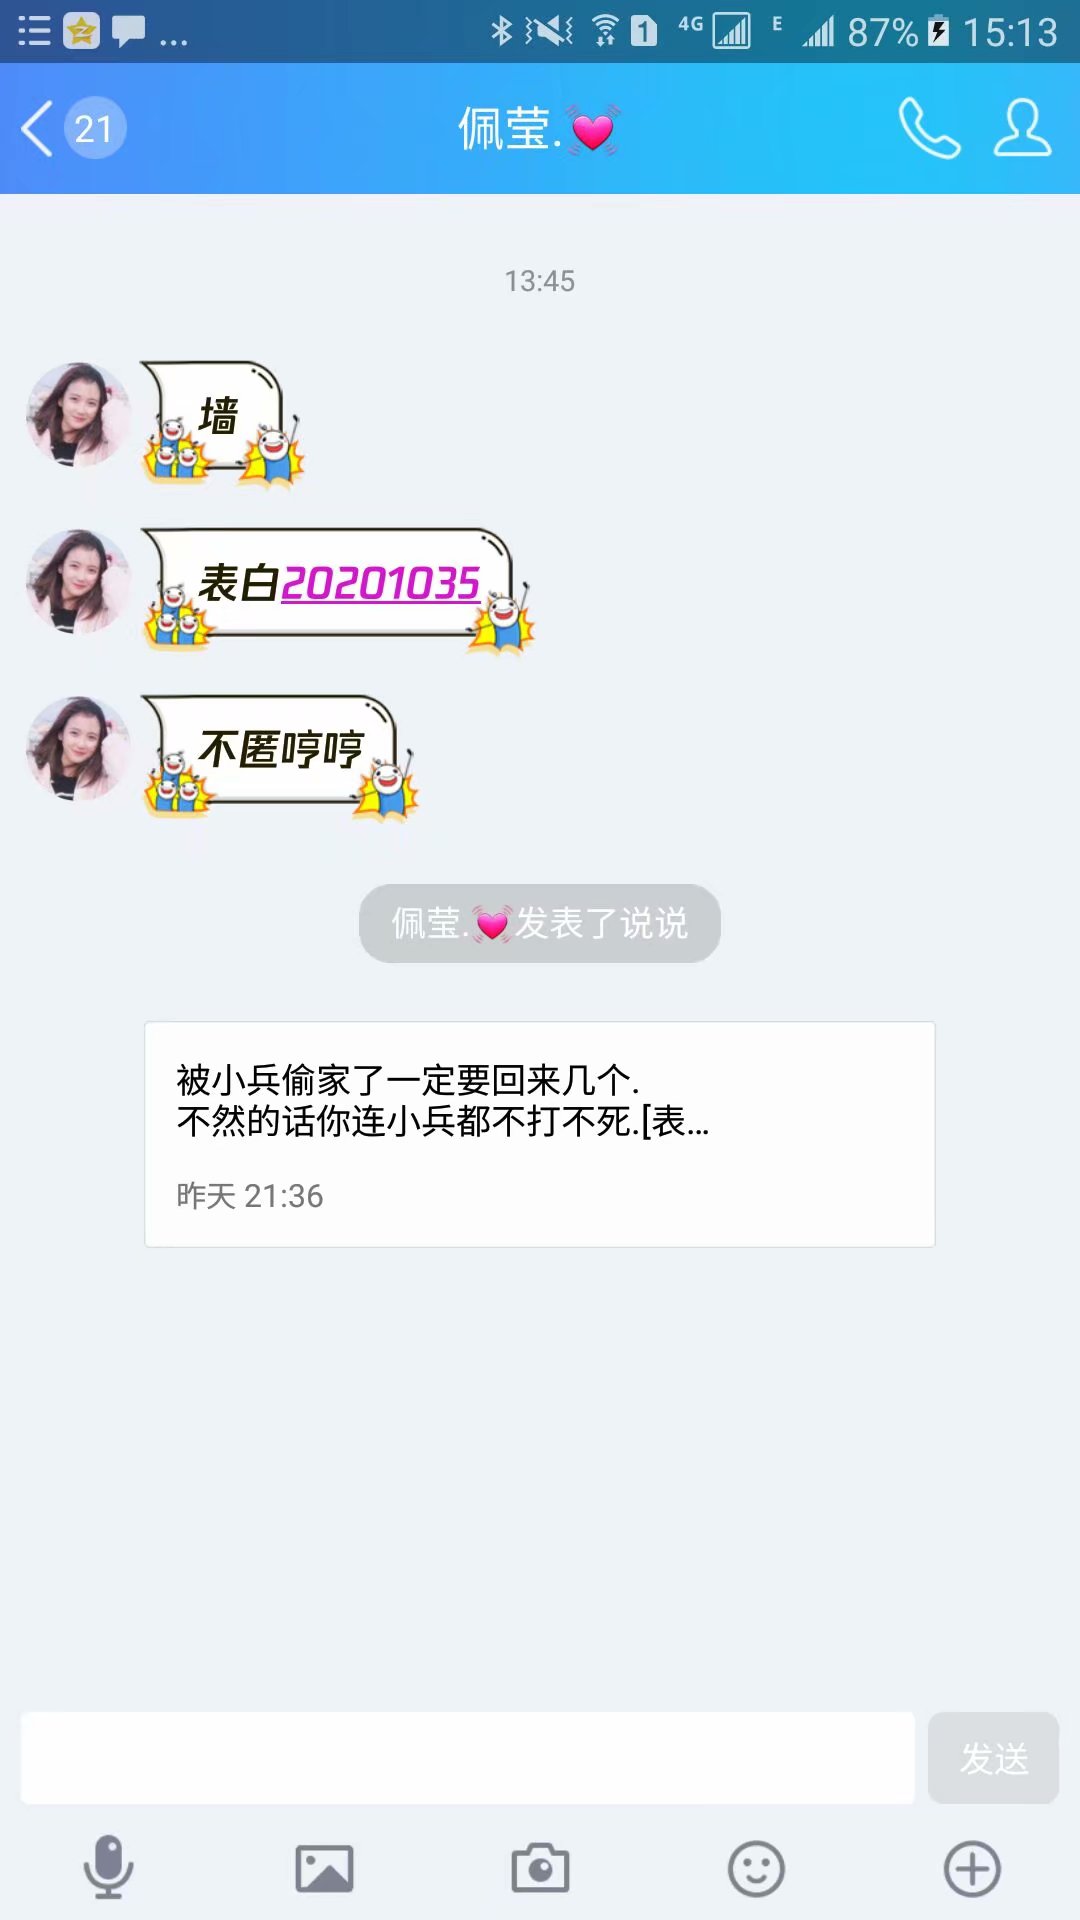 ... 1 4G E 87% 15:13
21 佩莹.💓
13:45
墙
表白20201035
不匿哼哼
佩莹.💓发表了说说
被小兵偷家了一定要回来几个.
不然的话你连小兵都不打不死.[表...
昨天 21:36
发送